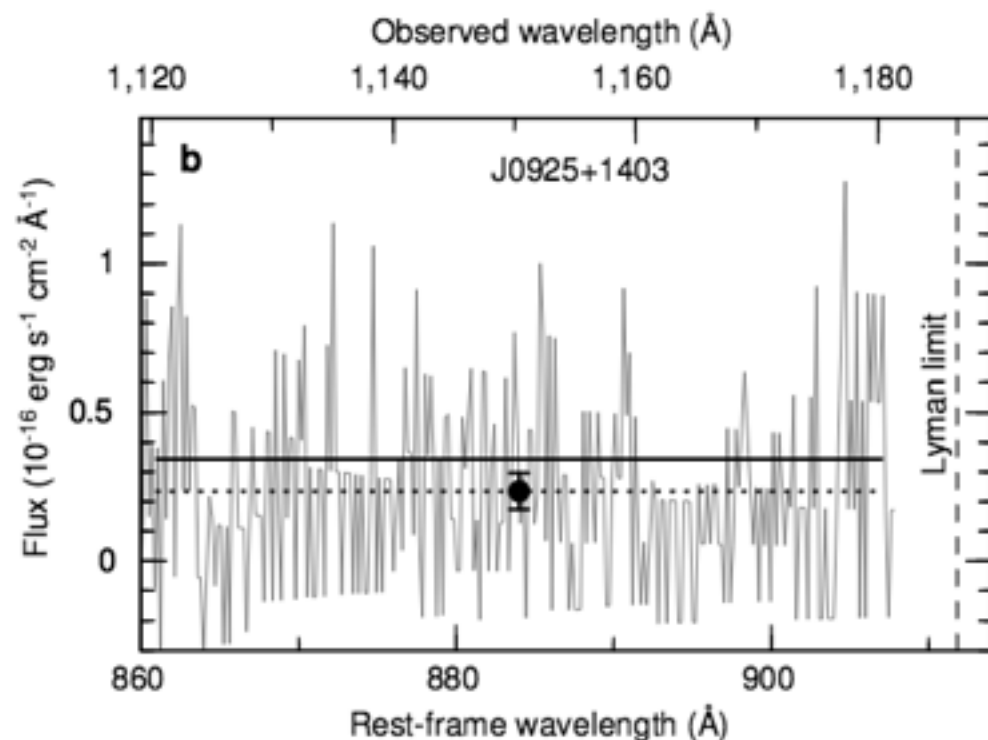 Observed wavelength (Å)
1,120 1,140 1,160 1,180
b
J0925+1403
Flux (10⁻¹⁶ erg s⁻¹ cm⁻² Å⁻¹)
1
0.5
0
Lyman limit
860 880 900
Rest-frame wavelength (Å)